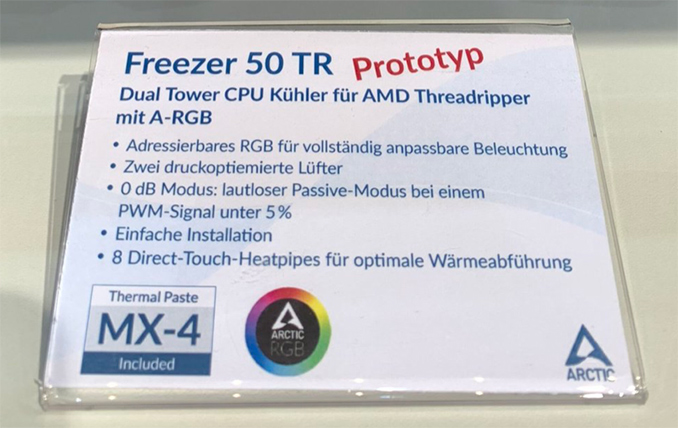 Freezer 50 TR Prototyp
Dual Tower CPU Kühler für AMD Threadripper
mit A-RGB
• Adressierbares RGB für vollständig anpassbare Beleuchtung
• Zwei druckoptiemierte Lüfter
• 0 dB Modus: lautloser Passive-Modus bei einem
PWM-Signal unter 5%
• Einfache Installation
• 8 Direct-Touch-Heatpipes für optimale Wärmeabführung
Thermal Paste
MX-4
Included
ARCTIC
RGB
ARCTIC